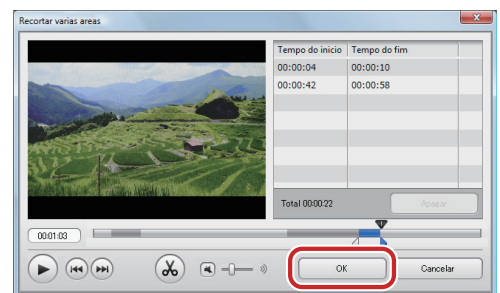 Recortar varias areas
Tempo do inicio Tempo do fim
00:00:04 00:00:10
00:00:42 00:00:58
Total 00:00:22 Apagar
00:01:03
OK Cancelar